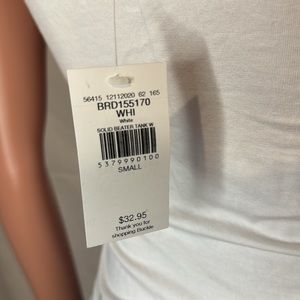 56415 12112020 62 165
BRD155170
WHI
White
SOLID BEATER TANK W
5379990100
SMALL
$32.95
Thank you for
shopping Buckle